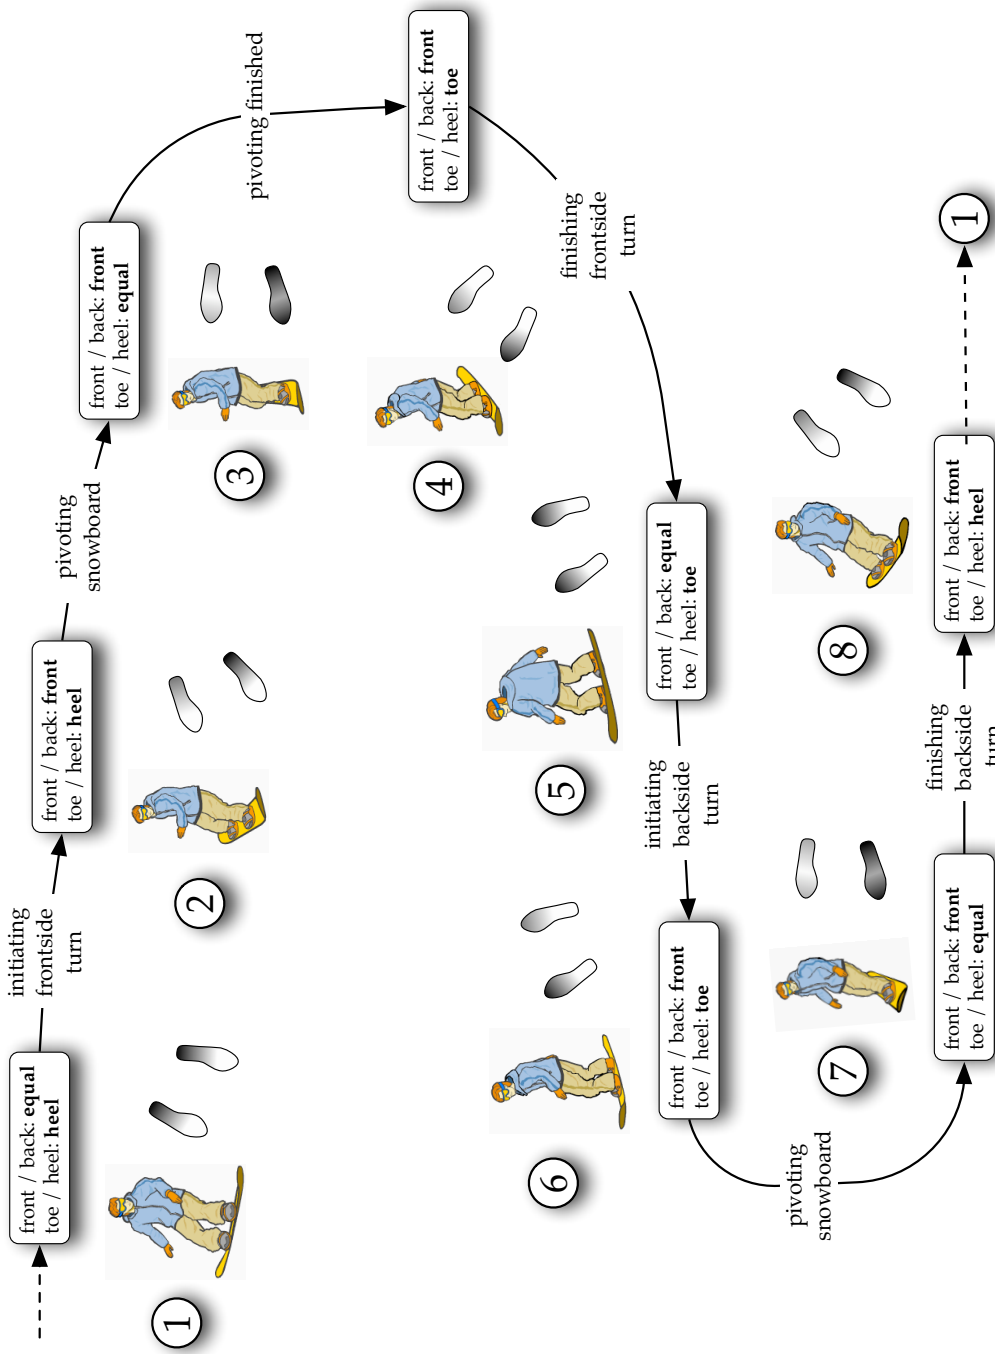 front / back: equal
toe / heel: heel
1
initiating
frontside
turn
front / back: front
toe / heel: heel
2
pivoting
snowboard
front / back: front
toe / heel: equal
3
pivoting finished
front / back: front
toe / heel: toe
4
finishing
frontside
turn
front / back: equal
toe / heel: toe
5
initiating
backside
turn
front / back: front
toe / heel: toe
6
pivoting
snowboard
front / back: front
toe / heel: equal
7
finishing
backside
turn
front / back: front
toe / heel: heel
8
1